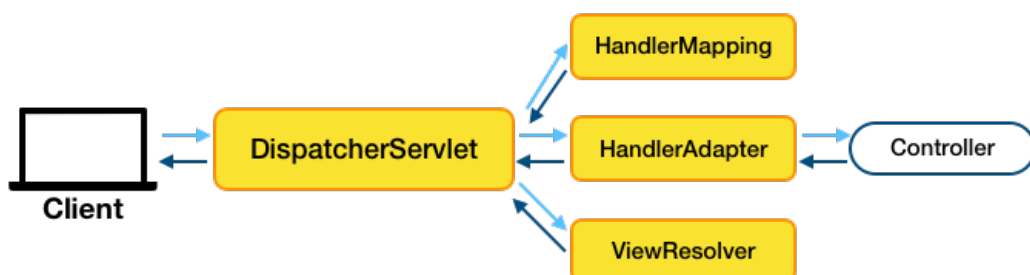 HandlerMapping
DispatcherServlet
HandlerAdapter
Controller
Client
ViewResolver